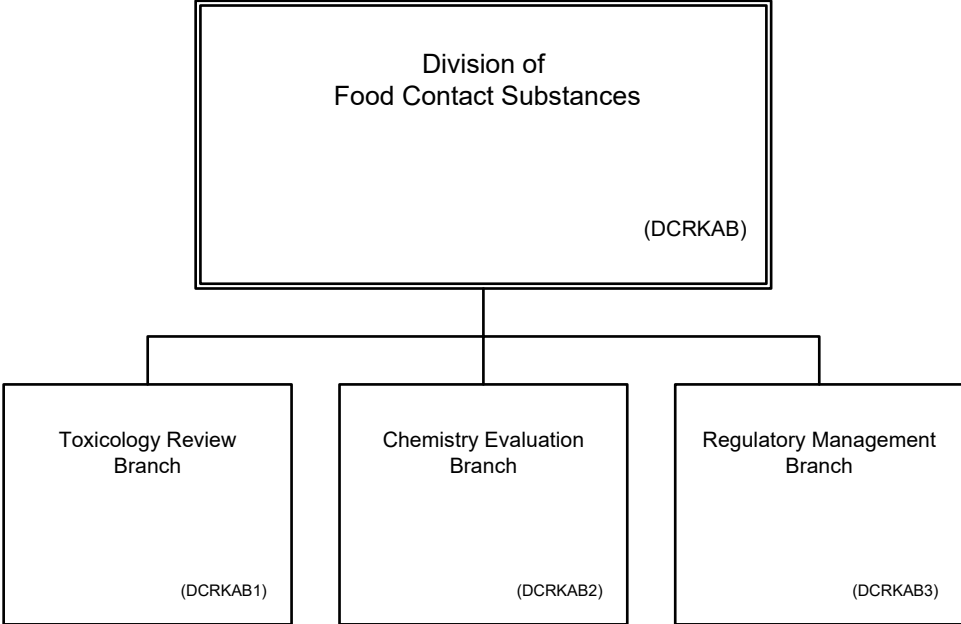 Division of
Food Contact Substances
(DCRKAB)
Toxicology Review
Branch
(DCRKAB1)
Chemistry Evaluation
Branch
(DCRKAB2)
Regulatory Management
Branch
(DCRKAB3)